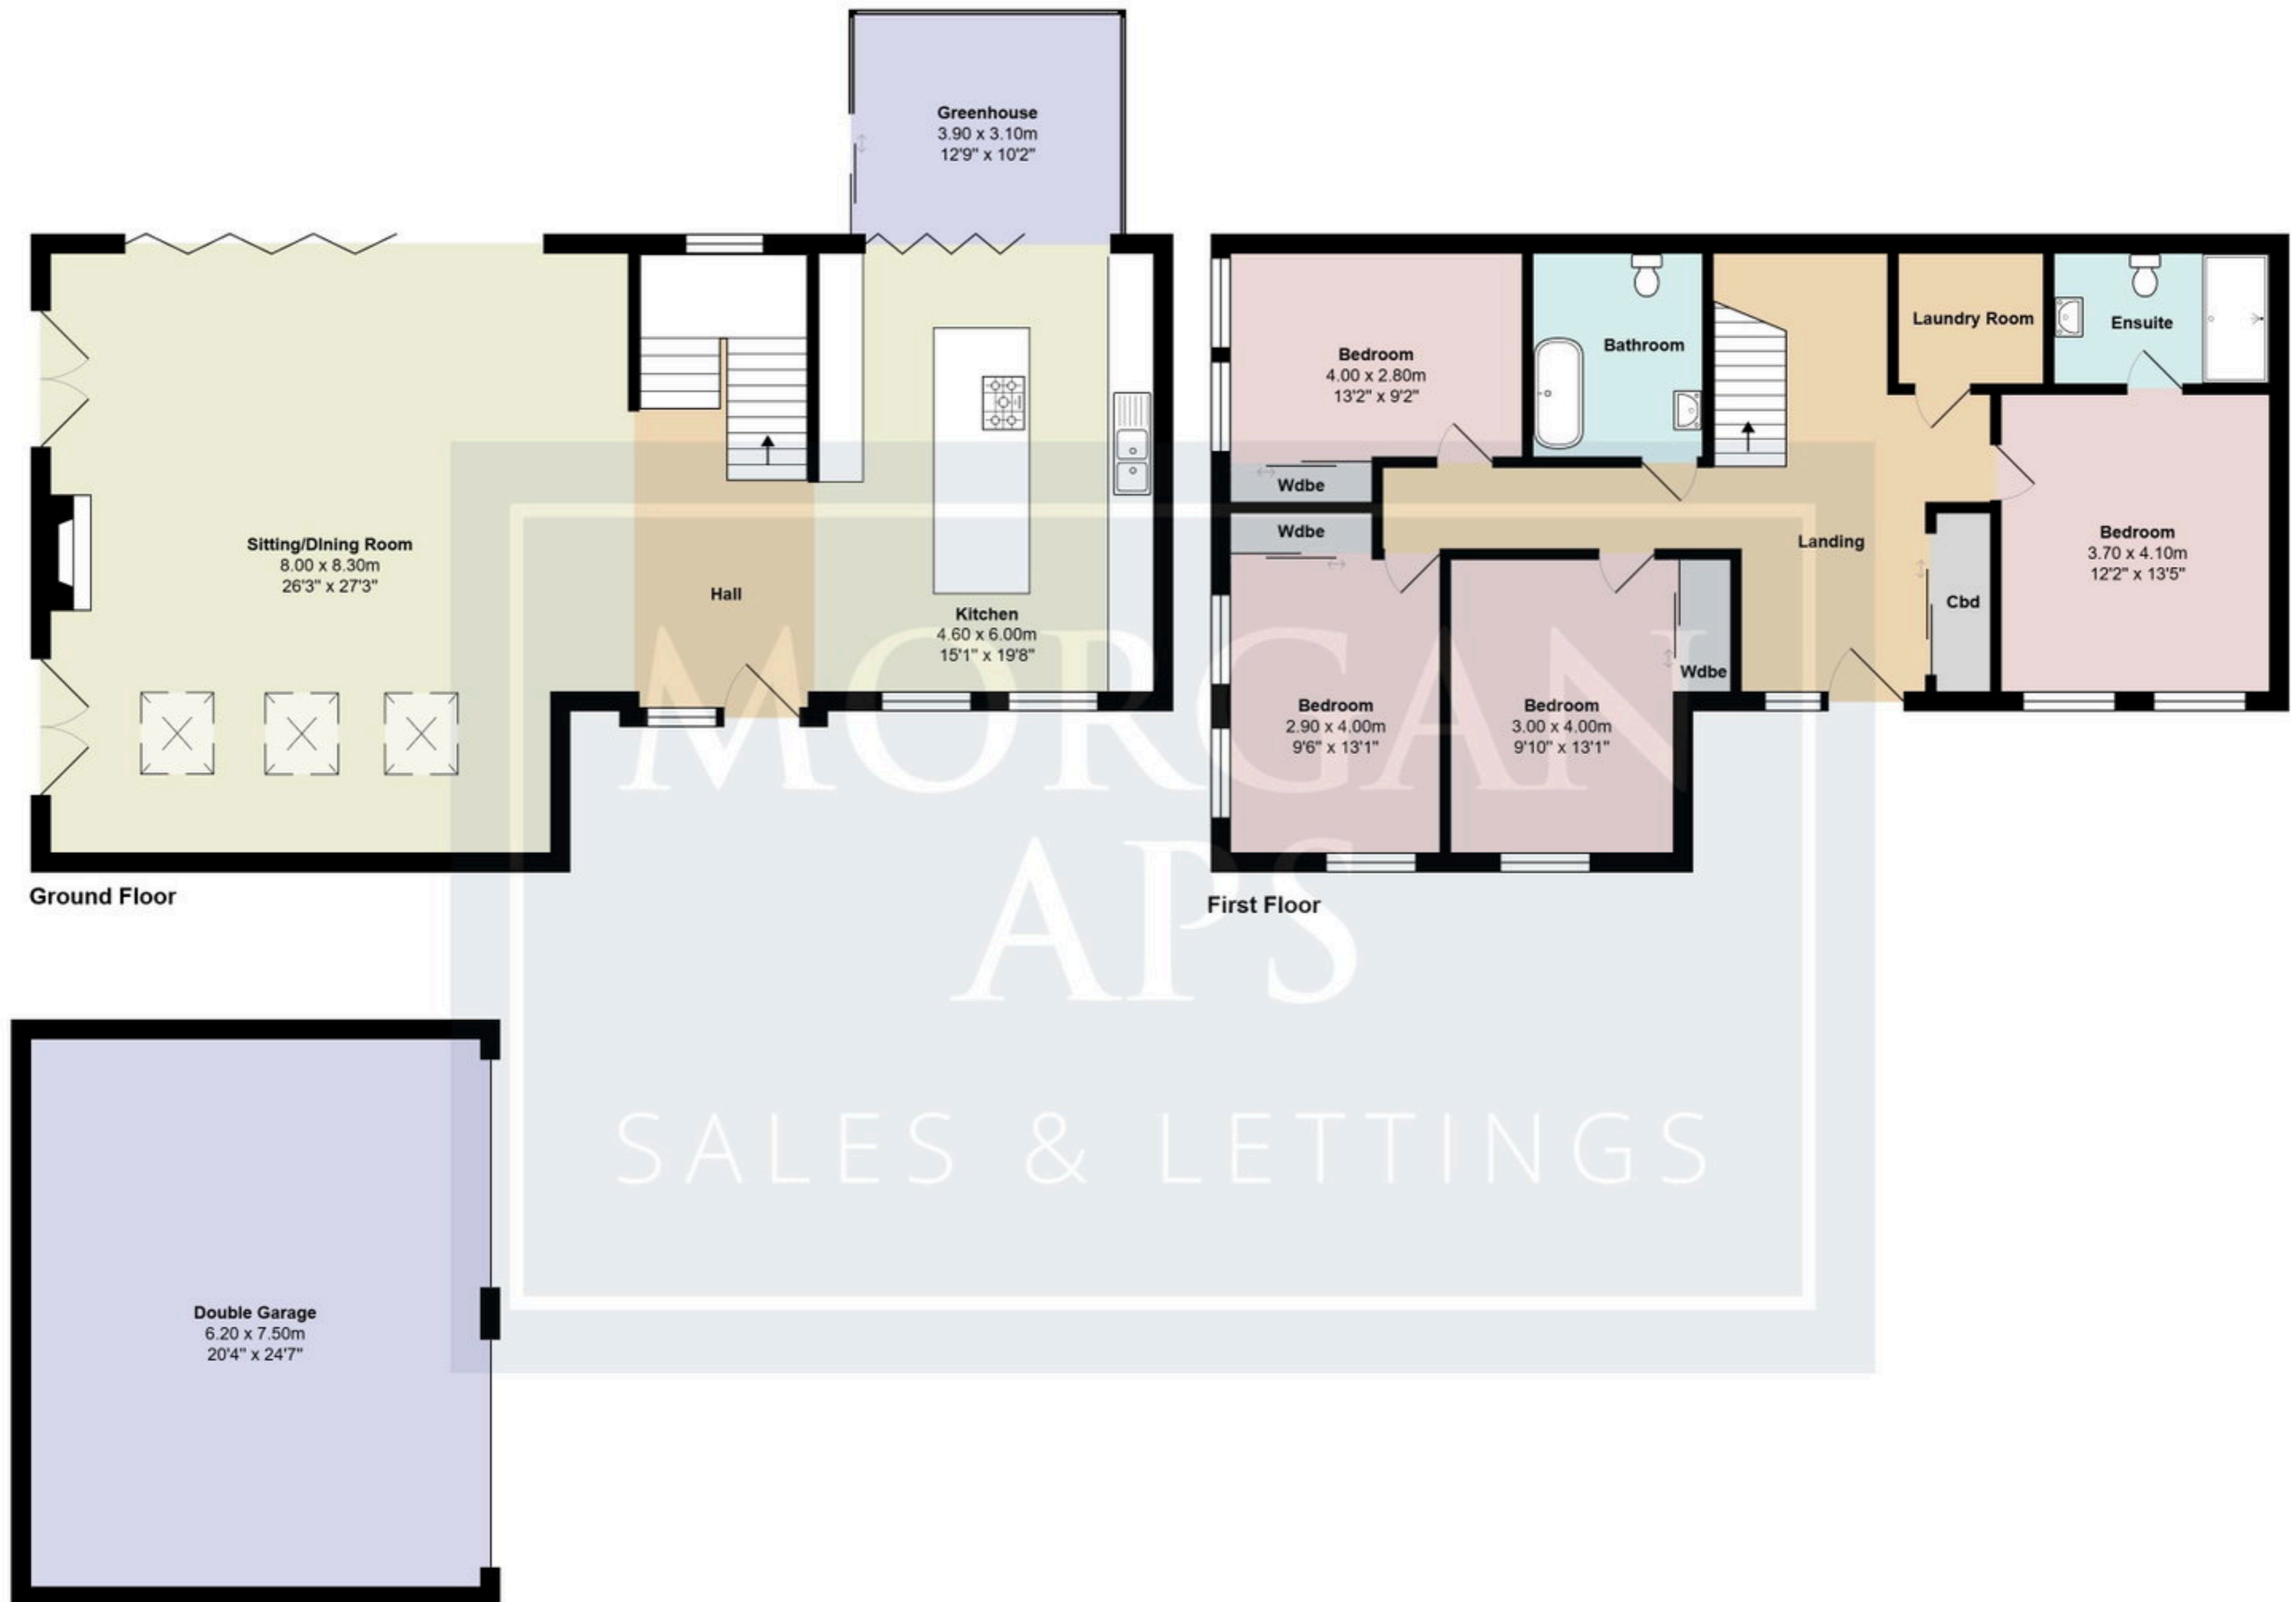 Greenhouse
3.90 x 3.10m
12'9" x 10'2"
Sitting/DIning Room
8.00 x 8.30m
26'3" x 27'3"
Hall
Kitchen
4.60 x 6.00m
15'1" x 19'8"
Ground Floor
Bedroom
4.00 x 2.80m
13'2" x 9'2"
Bathroom
Laundry Room
Ensuite
Wdbe
Wdbe
Landing
Bedroom
3.70 x 4.10m
12'2" x 13'5"
Cbd
Wdbe
Bedroom
2.90 x 4.00m
9'6" x 13'1"
Bedroom
3.00 x 4.00m
9'10" x 13'1"
First Floor
MORGAN
APS
SALES & LETTINGS
Double Garage
6.20 x 7.50m
20'4" x 24'7"